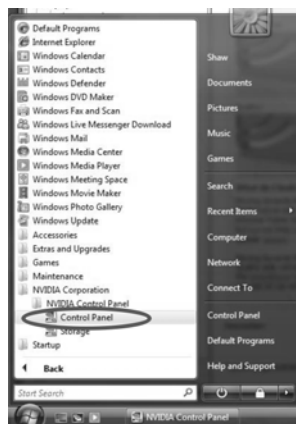 Default Programs
Internet Explorer
Windows Calendar
Windows Contacts
Windows Defender
Windows DVD Maker
Windows Fax and Scan
Windows Live Messenger Download
Windows Mail
Windows Media Center
Windows Media Player
Windows Meeting Space
Windows Movie Maker
Windows Photo Gallery
Windows Update
Accessories
Extras and Upgrades
Games
Maintenance
NVIDIA Corporation
NVIDIA Control Panel
Control Panel
Storage
Startup
Back
Start Search
Shaw
Documents
Pictures
Music
Games
Search
Recent Items
Computer
Network
Connect To
Control Panel
Default Programs
Help and Support
NVIDIA Control Panel